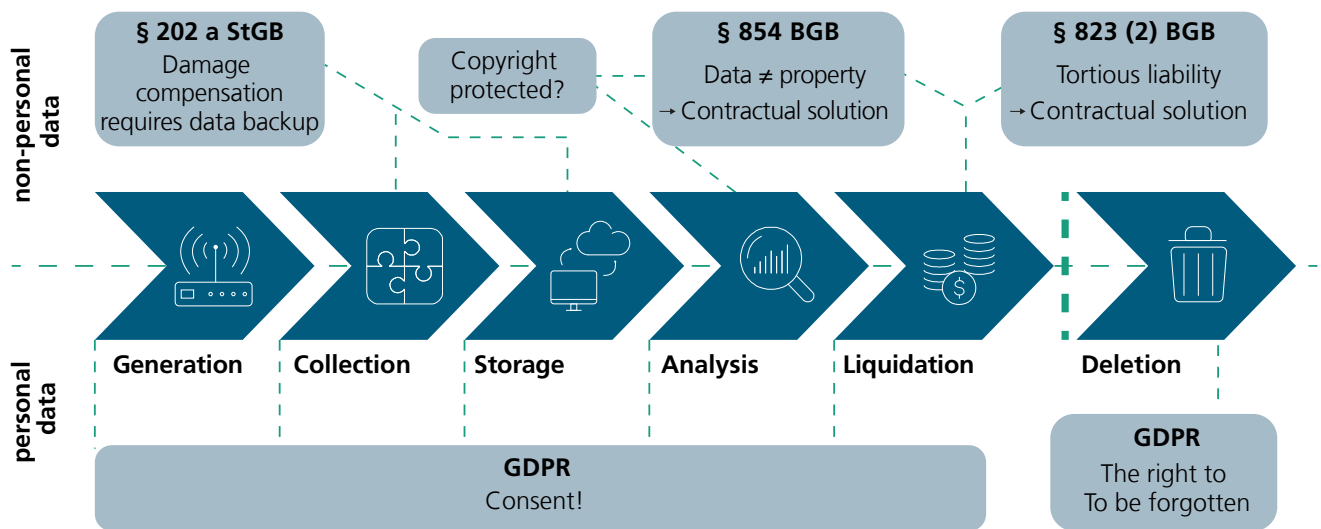 non-personal
data
§ 202 a StGB
Damage
compensation
requires data backup
Copyright
protected?
§ 854 BGB
Data ≠ property
→ Contractual solution
§ 823 (2) BGB
Tortious liability
→ Contractual solution
$
Generation
Collection
Storage
Analysis
Liquidation
Deletion
personal
data
GDPR
Consent!
GDPR
The right to
To be forgotten